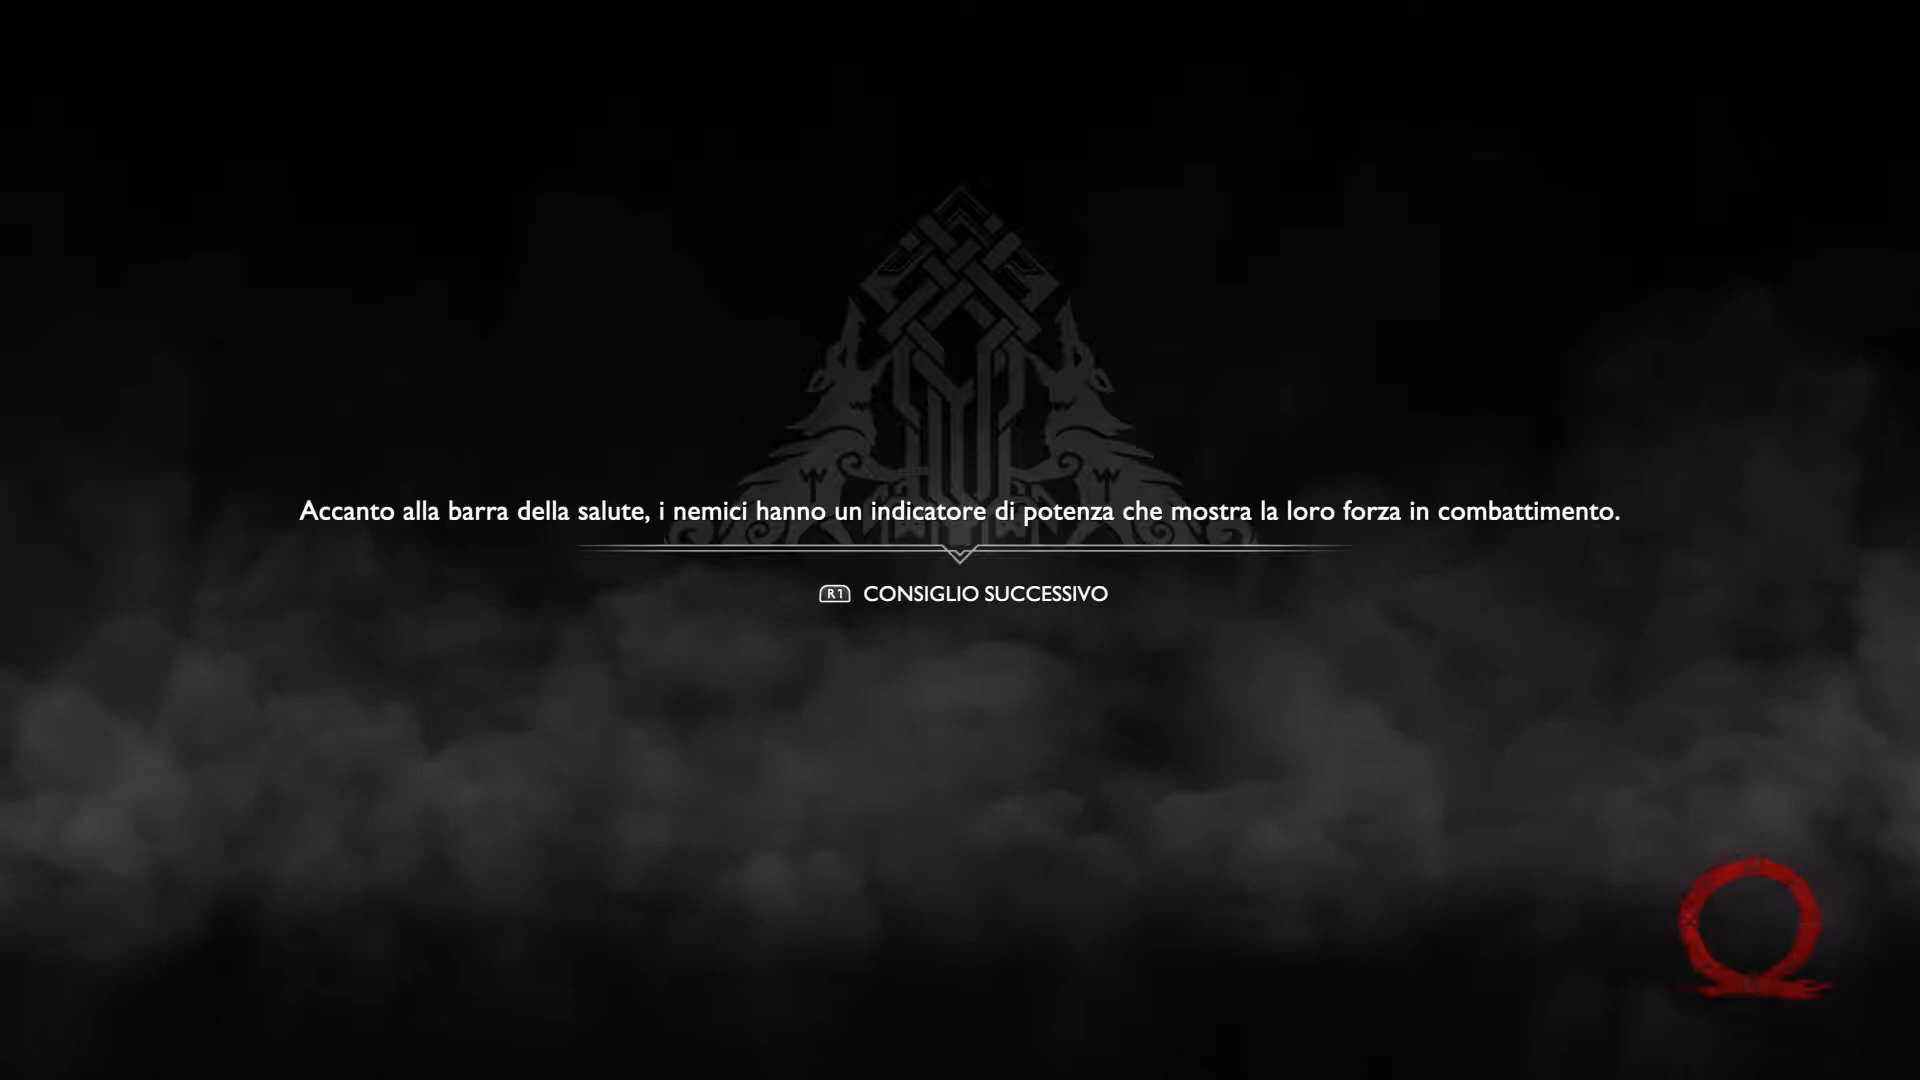 Accanto alla barra della salute, i nemici hanno un indicatore di potenza che mostra la loro forza in combattimento.
R1 CONSIGLIO SUCCESSIVO